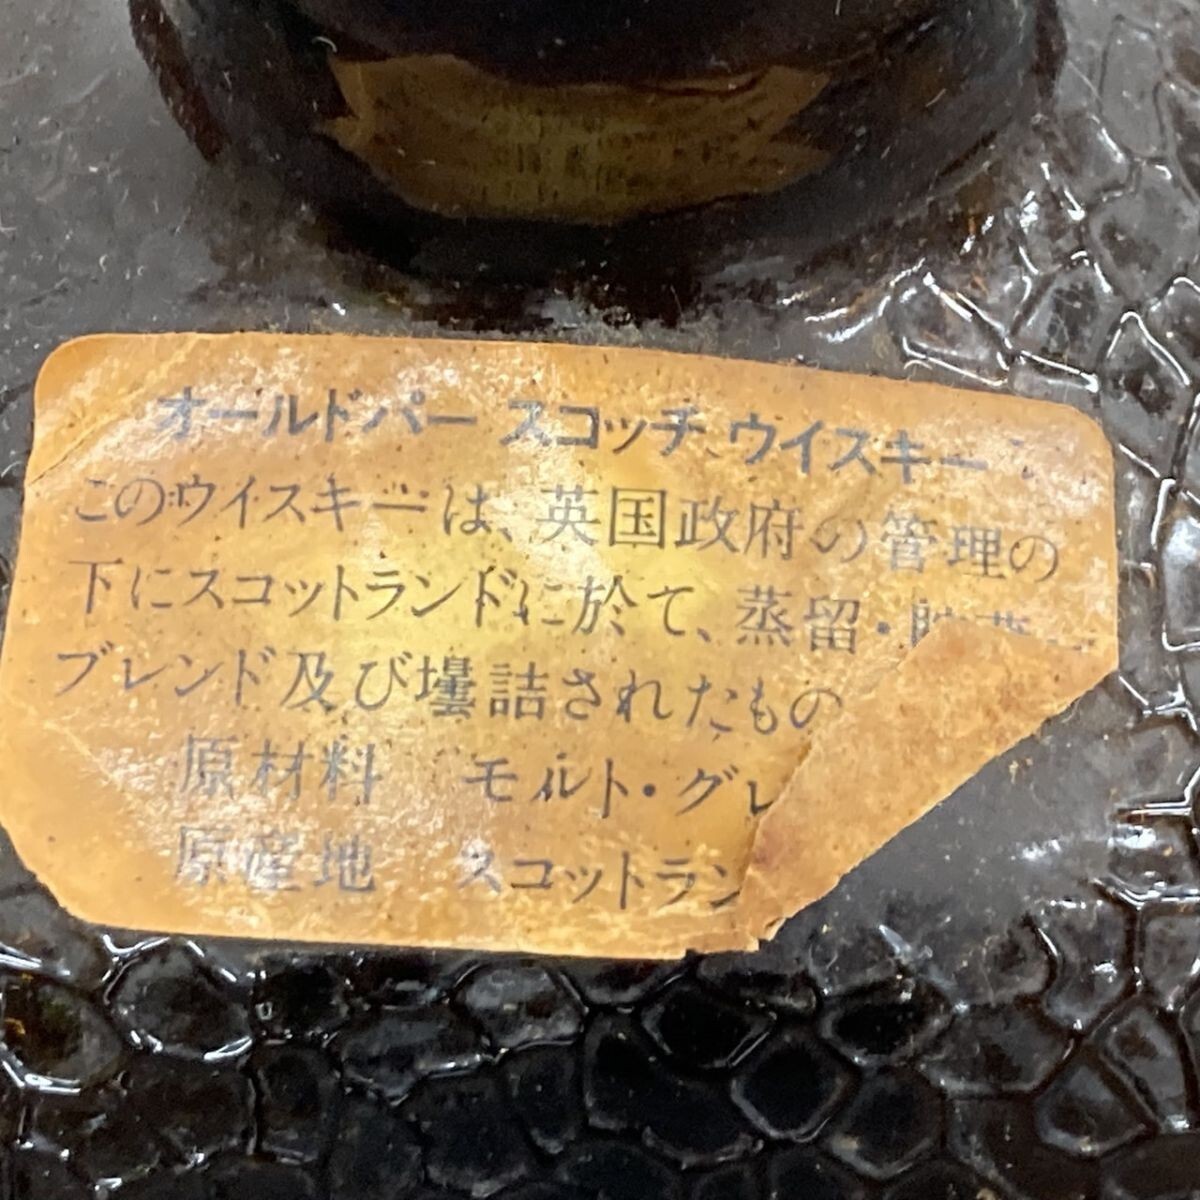 オールドパー スコッチ ウイスキー
このウイスキーは、英国政府の管理の
下にスコットランドに於て、蒸留・
ブレンド及び壜詰されたもの
原材料 モルト・グレ
原産地 スコットラン